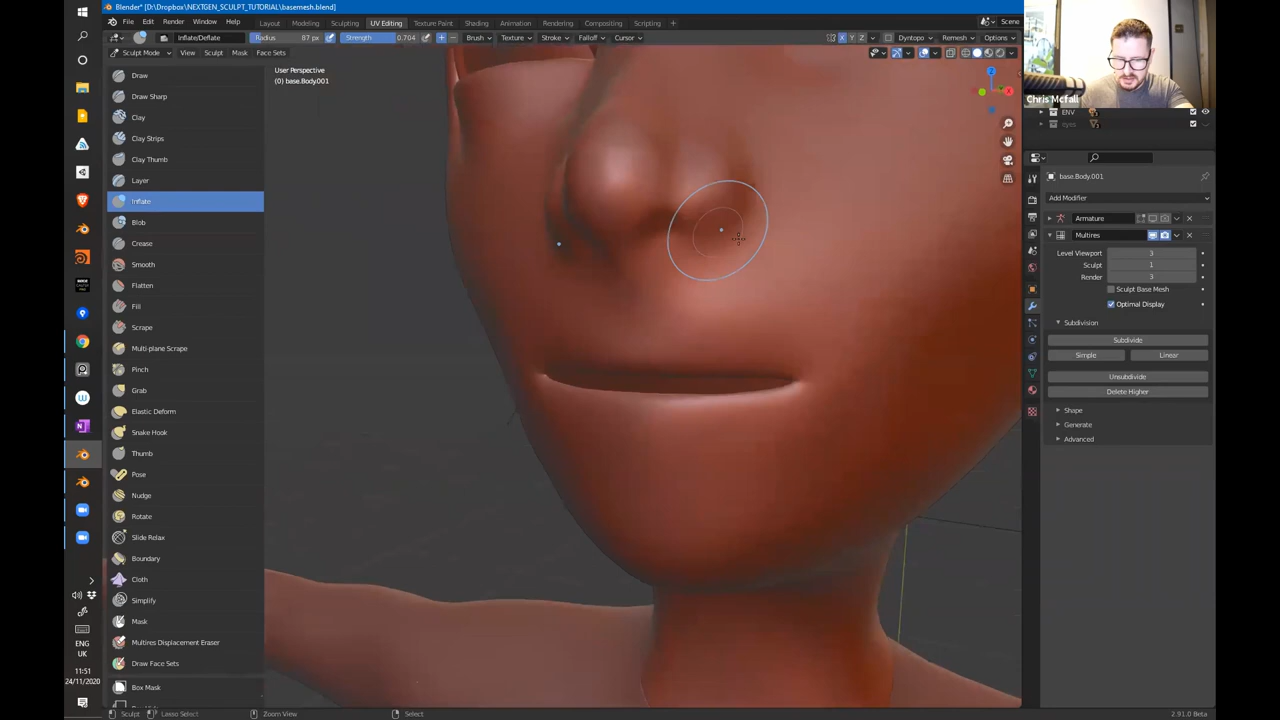 Blender* [D:\Dropbox\NEXTGEN_SCULPT_TUTORIAL\basemesh.blend]
File Edit Render Window Help Layout Modeling Sculpting UV Editing Texture Paint Shading Animation Rendering Compositing Scripting + Scene
Inflate/Deflate Radius 87 px Strength 0.704 Brush Texture Stroke Falloff Cursor X Y Z Dyntopo Remesh Options
Sculpt Mode View Sculpt Mask Face Sets
User Perspective
(0) base.Body.001
Draw
Draw Sharp
Clay
Clay Strips
Clay Thumb
Layer
Inflate
Blob
Crease
Smooth
Flatten
Fill
Scrape
Multi-plane Scrape
Pinch
Grab
Elastic Deform
Snake Hook
Thumb
Pose
Nudge
Rotate
Slide Relax
Boundary
Cloth
Simplify
Mask
Multires Displacement Eraser
Draw Face Sets
Box Mask
Chris Mcfall
ENV
eyes
base.Body.001
Add Modifier
Armature
Multires
Level Viewport 3
Sculpt 1
Render 3
Sculpt Base Mesh
Optimal Display
Subdivision
Subdivide
Simple Linear
Unsubdivide
Delete Higher
Shape
Generate
Advanced
ENG
UK
11:51
24/11/2020
Sculpt Lasso Select Zoom View Select 2.91.0 Beta